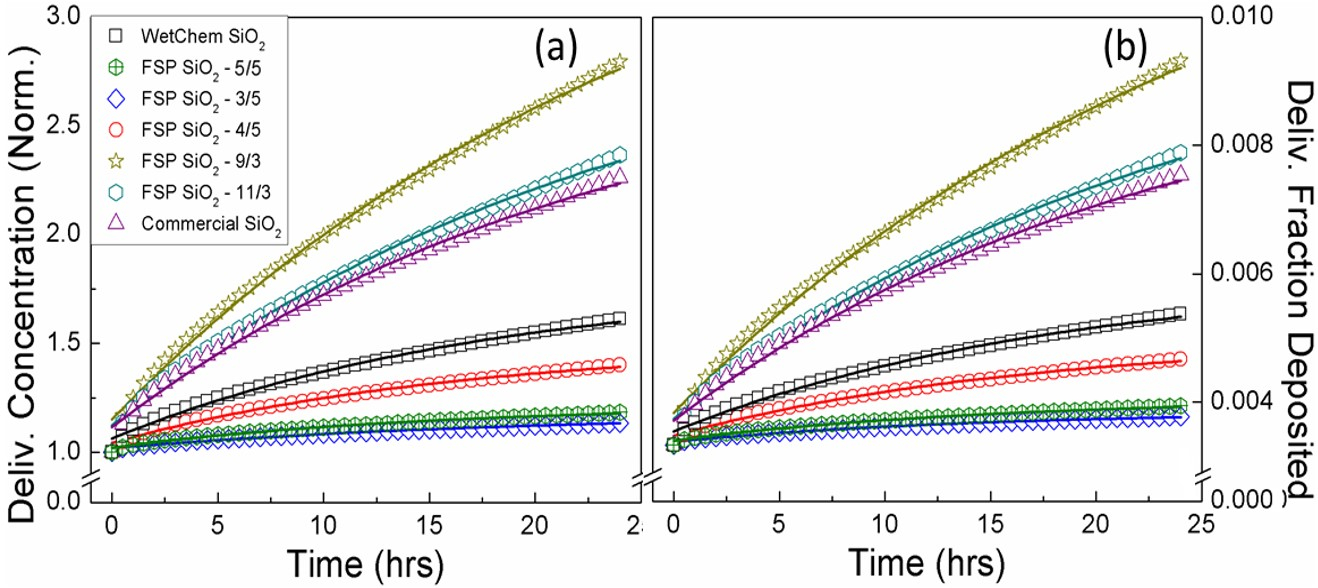 Deliv. Concentration (Norm.)
3.0
2.5
2.0
1.5
1.0
0.0
WetChem SiO₂
FSP SiO₂ - 5/5
FSP SiO₂ - 3/5
FSP SiO₂ - 4/5
FSP SiO₂ - 9/3
FSP SiO₂ - 11/3
Commercial SiO₂
(a)
0 5 10 15 20 2
Time (hrs)
(b)
0 5 10 15 20 25
Time (hrs)
0.010
0.008
0.006
0.004
0.000 )
Deliv. Fraction Deposited